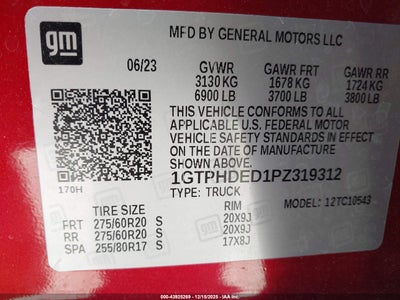 gm
MFD BY GENERAL MOTORS LLC
06/23 GVWR GAWR FRT GAWR RR
3130 KG 1678 KG 1724 KG
6900 LB 3700 LB 3800 LB
THIS VEHICLE CONFORMS TO ALL
APPLICABLE U.S. FEDERAL MOTOR
VEHICLE SAFETY STANDARDS IN EFFECT
ON THE DATE OF MANUFACTURE
SHOWN ABOVE.
170H
1GTPHDED1PZ319312
TYPE: TRUCK MODEL: 12TC10543
TIRE SIZE RIM
FRT 275/60R20 S 20X9J
RR 275/60R20 S 20X9J
SPA 255/80R17 S 17X8J
000-43925269 - 12/15/2025 - IAAI.COM